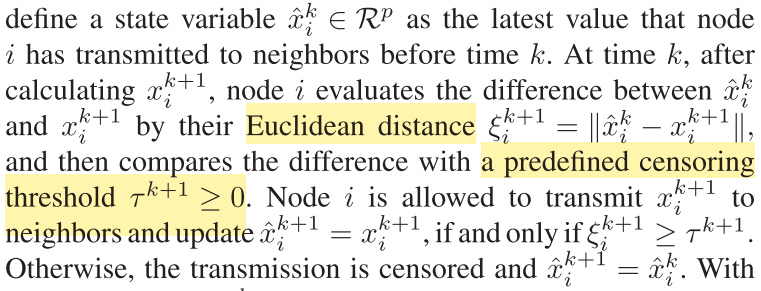 define a state variable $\hat{x}_i^k \in \mathcal{R}^p$ as the latest value that node
$i$ has transmitted to neighbors before time $k$. At time $k$, after
calculating $x_i^{k+1}$, node $i$ evaluates the difference between $\hat{x}_i^k$
and $x_i^{k+1}$ by their Euclidean distance $\xi_i^{k+1} = \|\hat{x}_i^k - x_i^{k+1}\|$,
and then compares the difference with a predefined censoring
threshold $\tau^{k+1} \geq 0$. Node $i$ is allowed to transmit $x_i^{k+1}$ to
neighbors and update $\hat{x}_i^{k+1} = x_i^{k+1}$, if and only if $\xi_i^{k+1} \geq \tau^{k+1}$.
Otherwise, the transmission is censored and $\hat{x}_i^{k+1} = \hat{x}_i^k$. With